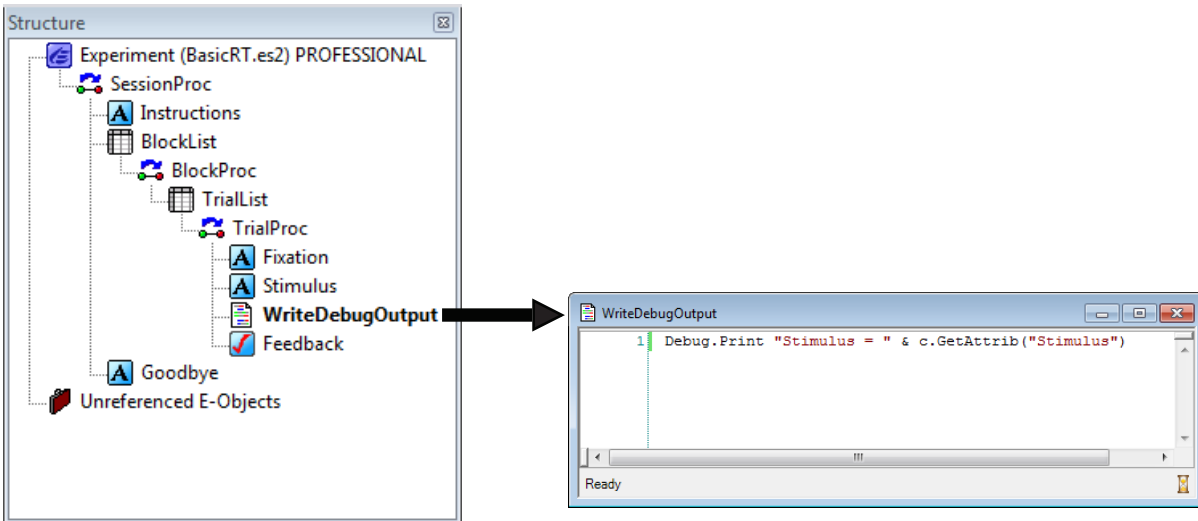 Structure
Experiment (BasicRT.es2) PROFESSIONAL
SessionProc
Instructions
BlockList
BlockProc
TrialList
TrialProc
Fixation
Stimulus
WriteDebugOutput
Feedback
Goodbye
Unreferenced E-Objects
WriteDebugOutput
1 Debug.Print "Stimulus = " & c.GetAttrib("Stimulus")
Ready